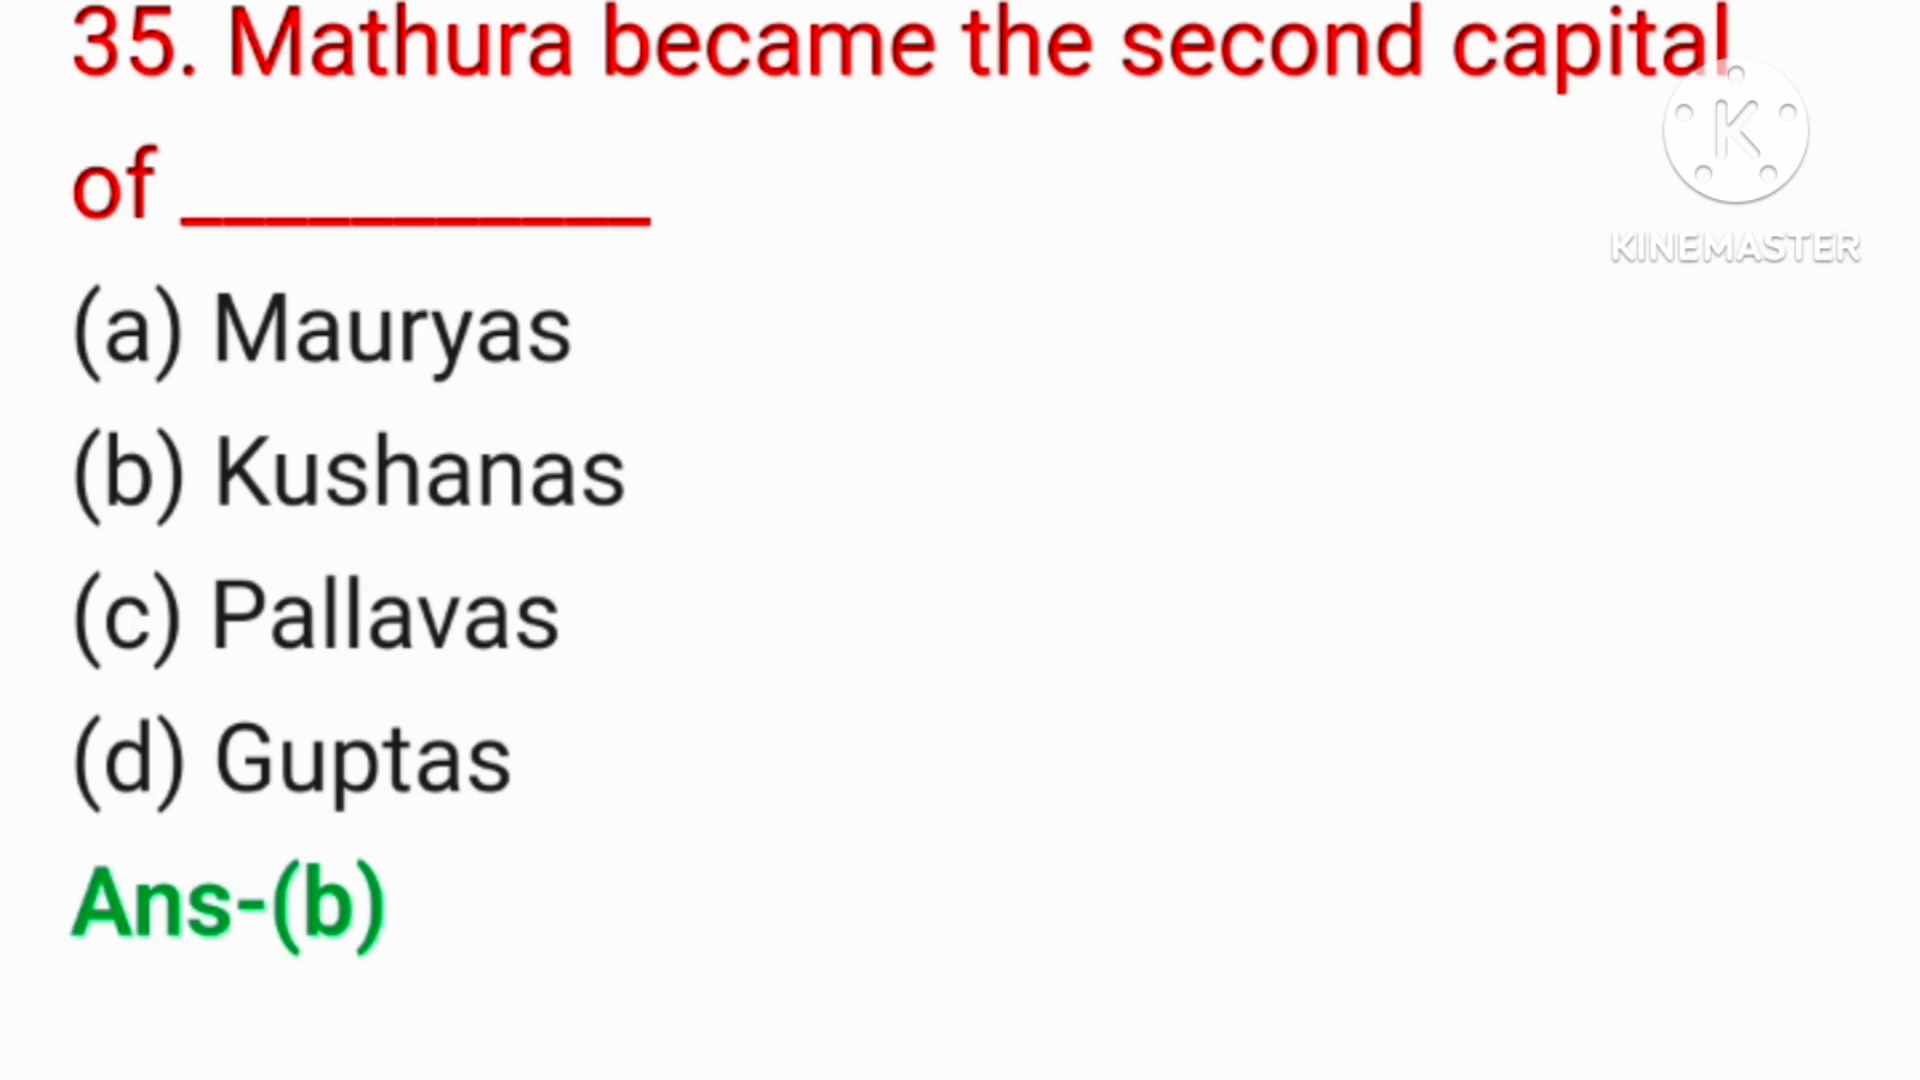 35. Mathura became the second capital
of ___________
(a) Mauryas
(b) Kushanas
(c) Pallavas
(d) Guptas
Ans-(b)
K
KINEMASTER